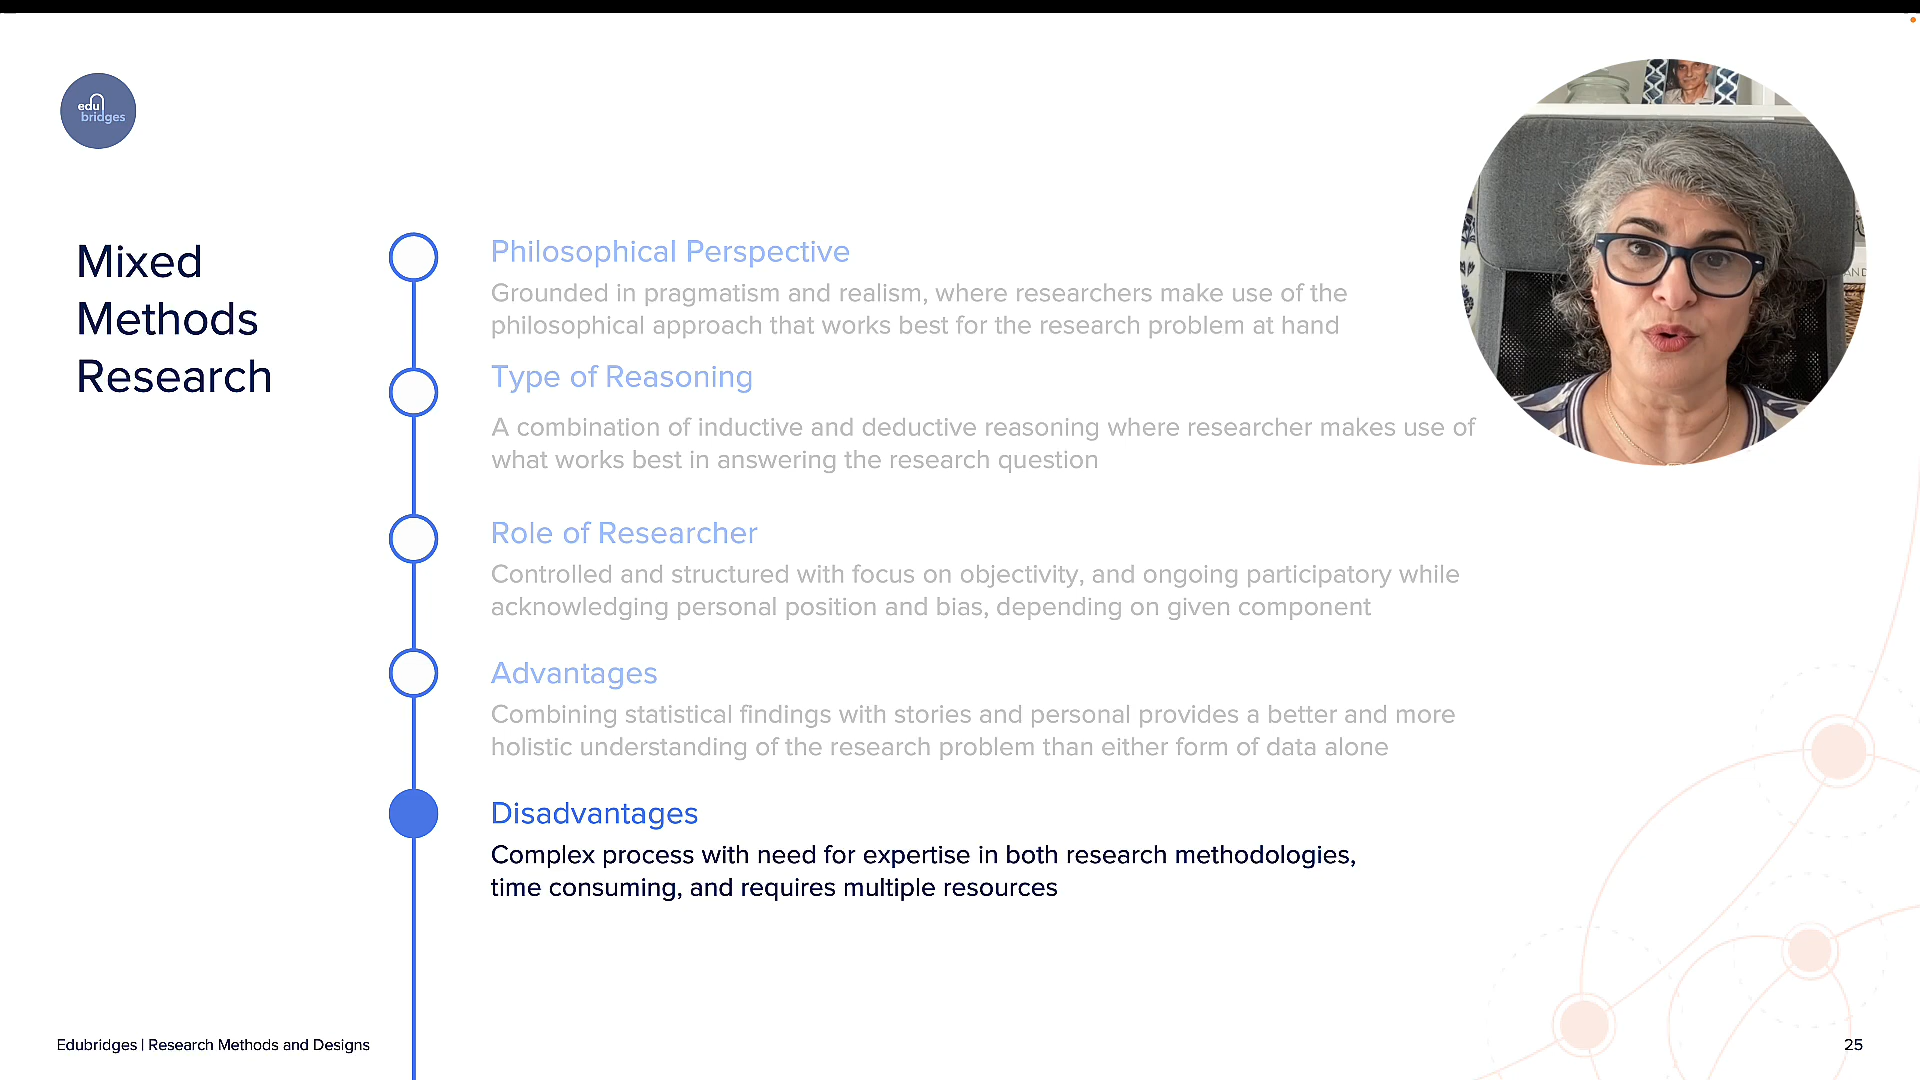 edu
bridges
Mixed
Methods
Research
Philosophical Perspective
Grounded in pragmatism and realism, where researchers make use of the
philosophical approach that works best for the research problem at hand
Type of Reasoning
A combination of inductive and deductive reasoning where researcher makes use of
what works best in answering the research question
Role of Researcher
Controlled and structured with focus on objectivity, and ongoing participatory while
acknowledging personal position and bias, depending on given component
Advantages
Combining statistical findings with stories and personal provides a better and more
holistic understanding of the research problem than either form of data alone
Disadvantages
Complex process with need for expertise in both research methodologies,
time consuming, and requires multiple resources
Edubridges | Research Methods and Designs
25